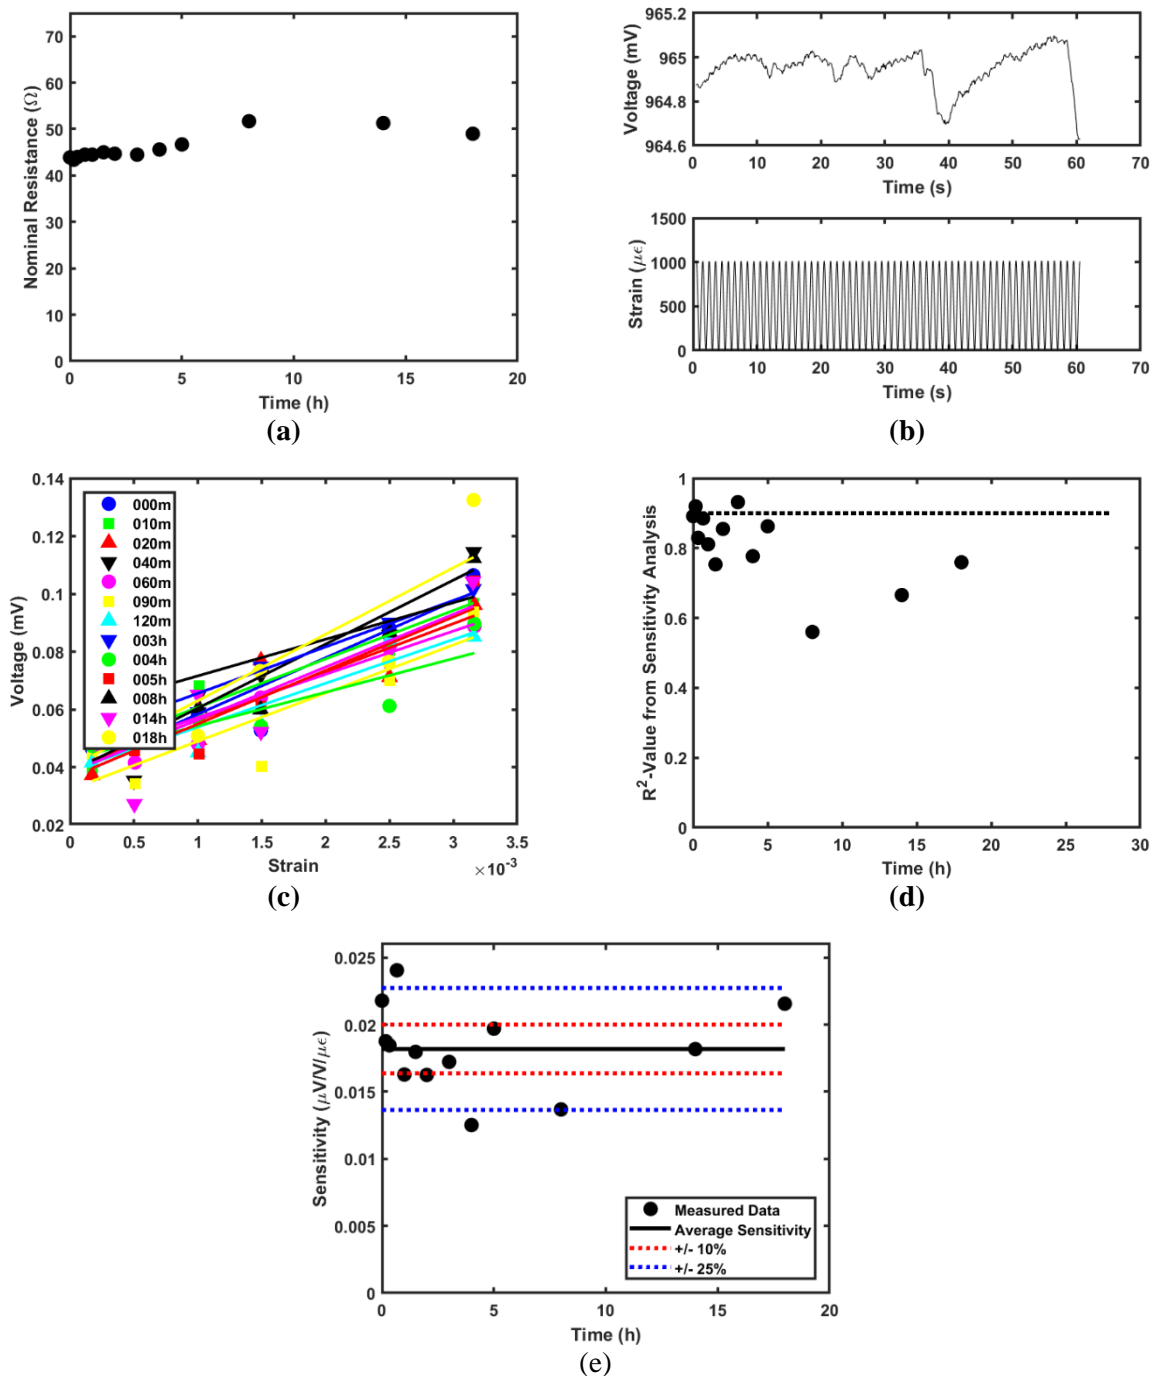 70
60
50
40
30
20
10
0
Nominal Resistance (Ω)
0 5 10 15 20
Time (h)
(a)
965.2
965
964.8
964.6
Voltage (mV)
0 10 20 30 40 50 60 70
Time (s)
1500
1000
500
0
Strain (με)
0 10 20 30 40 50 60 70
Time (s)
(b)
0.14
0.12
0.1
0.08
0.06
0.04
0.02
Voltage (mV)
000m
010m
020m
040m
060m
090m
120m
003h
004h
005h
008h
014h
018h
0 0.5 1 1.5 2 2.5 3 3.5
Strain
×10-3
(c)
1
0.8
0.6
0.4
0.2
0
R2-Value from Sensitivity Analysis
0 5 10 15 20 25 30
Time (h)
(d)
0.025
0.02
0.015
0.01
0.005
0
Sensitivity (μV/V/με)
Measured Data
Average Sensitivity
+/- 10%
+/- 25%
0 5 10 15 20
Time (h)
(e)